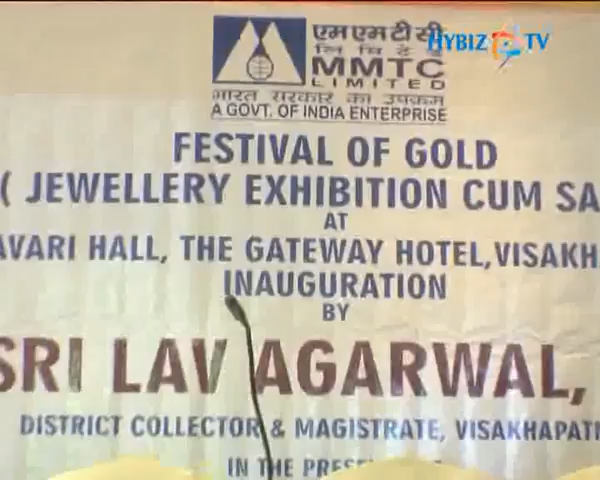 एमएमटीसी
HYBIZ TV
लिमिटेड
MMTC
LIMITED
भारत सरकार का उपक्रम
A GOVT. OF INDIA ENTERPRISE
FESTIVAL OF GOLD
( JEWELLERY EXHIBITION CUM SA
AT
AVARI HALL, THE GATEWAY HOTEL,VISAKH
INAUGURATION
BY
SRI LAV AGARWAL,
DISTRICT COLLECTOR & MAGISTRATE, VISAKHAPAT
IN THE